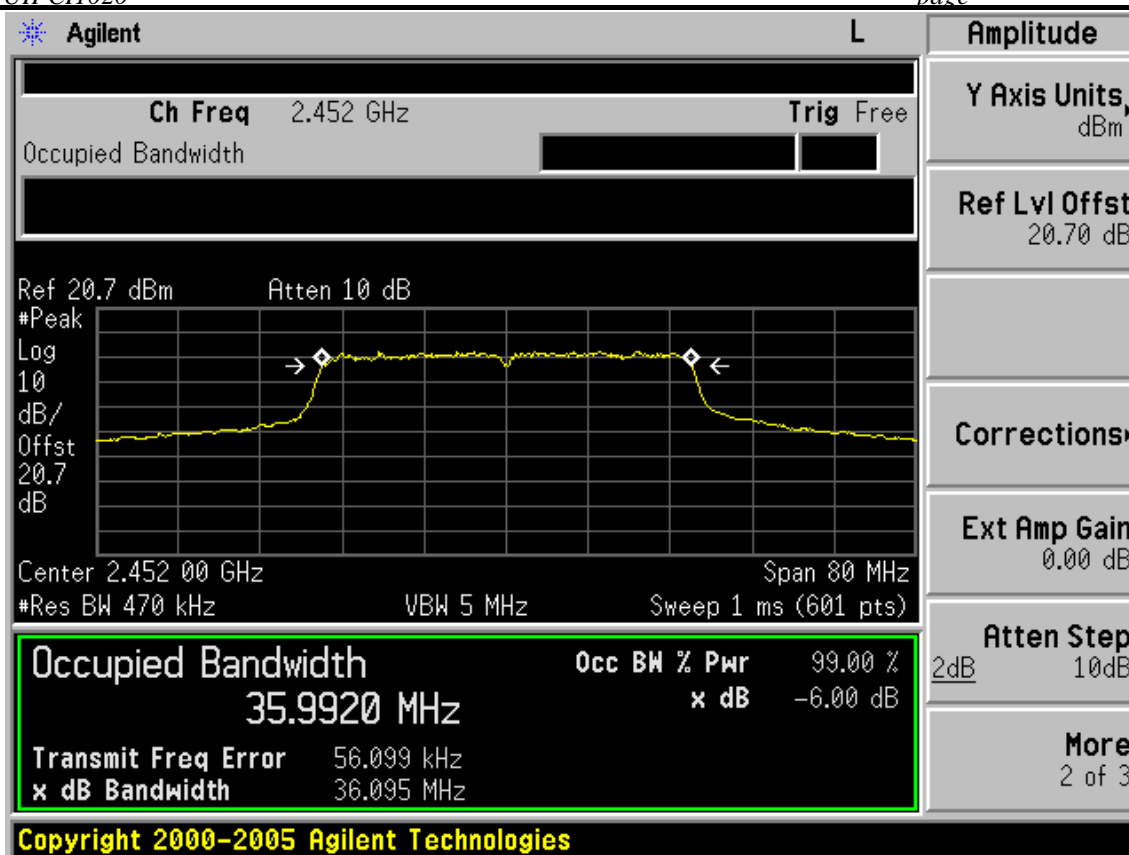 Agilent L
Amplitude
Ch Freq 2.452 GHz Trig Free
Occupied Bandwidth
Y Axis Units
dBm
Ref Lvl Offst
20.70 dB
Ref 20.7 dBm Atten 10 dB
#Peak
Log
10
dB/
Offst
20.7
dB
Corrections
Ext Amp Gain
0.00 dB
Center 2.452 00 GHz Span 80 MHz
#Res BW 470 kHz VBW 5 MHz Sweep 1 ms (601 pts)
Atten Step
2dB 10dB
Occupied Bandwidth Occ BW % Pwr 99.00 %
35.9920 MHz x dB -6.00 dB
Transmit Freq Error 56.099 kHz
x dB Bandwidth 36.095 MHz
More
2 of 3
Copyright 2000-2005 Agilent Technologies